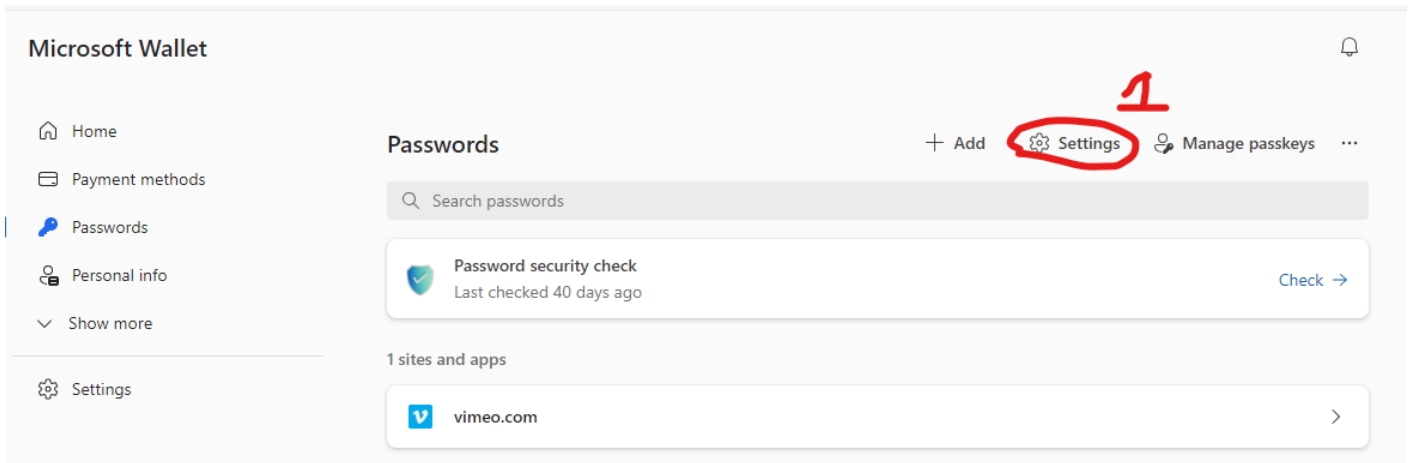 Microsoft Wallet
1
Home
Payment methods
Passwords
Personal info
Show more
Settings
Passwords
+ Add Settings Manage passkeys ...
Search passwords
Password security check
Last checked 40 days ago
Check →
1 sites and apps
vimeo.com